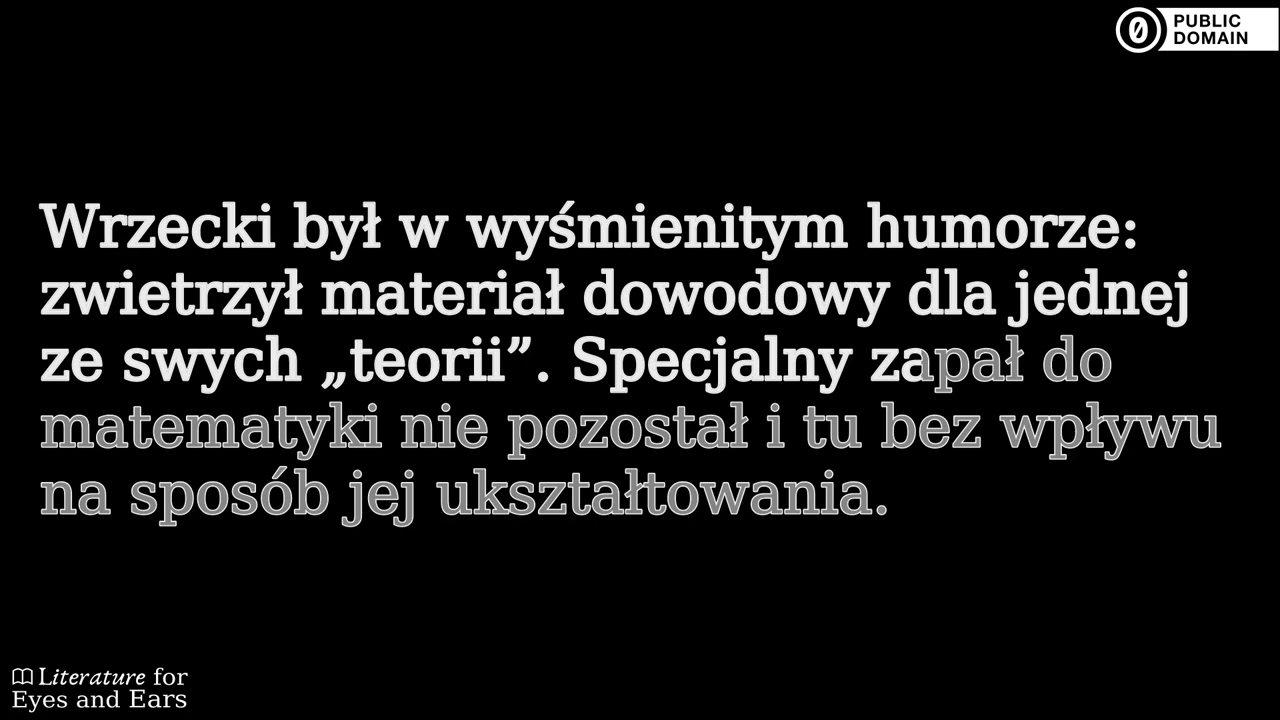 PUBLIC
DOMAIN
Wrzecki był w wyśmienitym humorze:
zwietrzył materiał dowodowy dla jednej
ze swych „teorii”. Specjalny zapał do
matematyki nie pozostał i tu bez wpływu
na sposób jej ukształtowania.
Literature for
Eyes and Ears